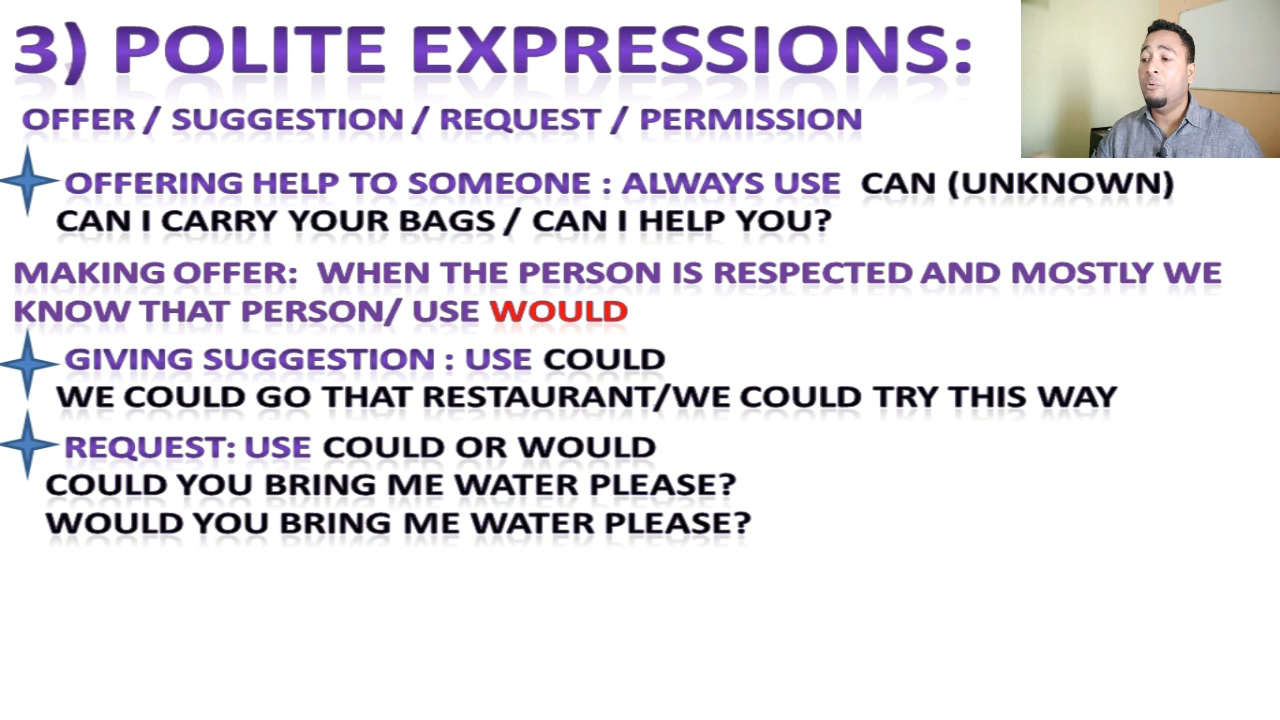 3) POLITE EXPRESSIONS:
OFFER / SUGGESTION / REQUEST / PERMISSION
OFFERING HELP TO SOMEONE : ALWAYS USE CAN (UNKNOWN)
CAN I CARRY YOUR BAGS / CAN I HELP YOU?
MAKING OFFER: WHEN THE PERSON IS RESPECTED AND MOSTLY WE
KNOW THAT PERSON/ USE WOULD
GIVING SUGGESTION : USE COULD
WE COULD GO THAT RESTAURANT/WE COULD TRY THIS WAY
REQUEST: USE COULD OR WOULD
COULD YOU BRING ME WATER PLEASE?
WOULD YOU BRING ME WATER PLEASE?